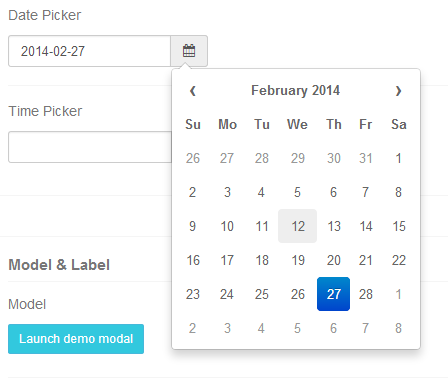 Date Picker
2014-02-27
‹ February 2014 ›
Su Mo Tu We Th Fr Sa
26 27 28 29 30 31 1
2 3 4 5 6 7 8
9 10 11 12 13 14 15
16 17 18 19 20 21 22
23 24 25 26 27 28 1
2 3 4 5 6 7 8
Time Picker
Model & Label
Model
Launch demo modal